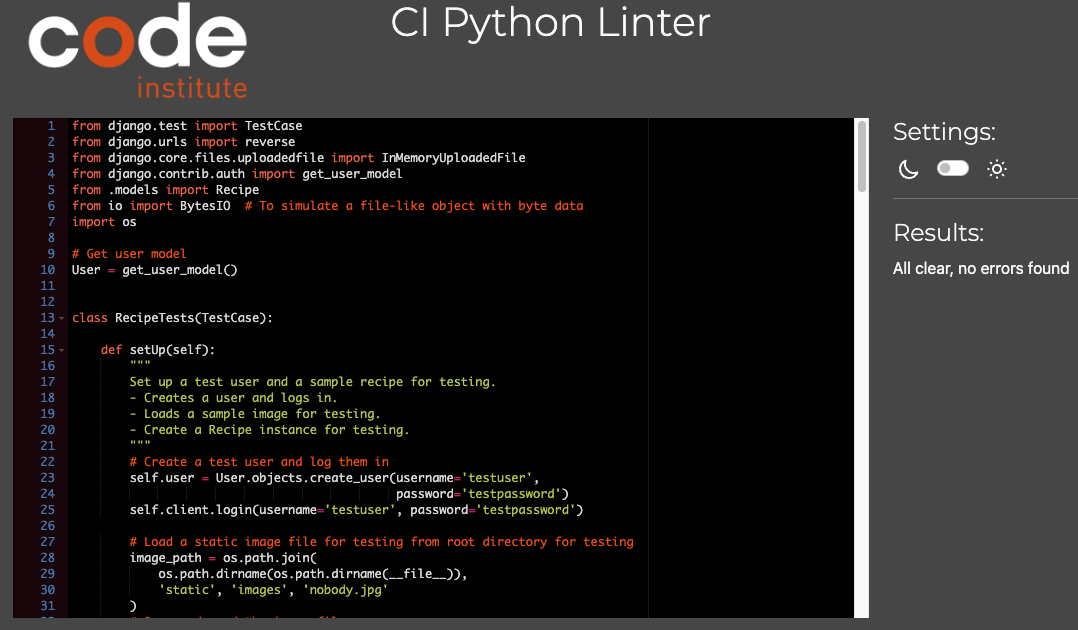 code
institute
CI Python Linter
1 from django.test import TestCase
2 from django.urls import reverse
3 from django.core.files.uploadedfile import InMemoryUploadedFile
4 from django.contrib.auth import get_user_model
5 from .models import Recipe
6 from io import BytesIO  # To simulate a file-like object with byte data
7 import os
8
9 # Get user model
10 User = get_user_model()
11
12
13 class RecipeTests(TestCase):
14
15     def setUp(self):
16         """
17         Set up a test user and a sample recipe for testing.
18         - Creates a user and logs in.
19         - Loads a sample image for testing.
20         - Create a Recipe instance for testing.
21         """
22         # Create a test user and log them in
23         self.user = User.objects.create_user(username='testuser',
24                                              password='testpassword')
25         self.client.login(username='testuser', password='testpassword')
26
27         # Load a static image file for testing from root directory for testing
28         image_path = os.path.join(
29             os.path.dirname(os.path.dirname(__file__)),
30             'static', 'images', 'nobody.jpg'
31         )
Settings:
Results:
All clear, no errors found